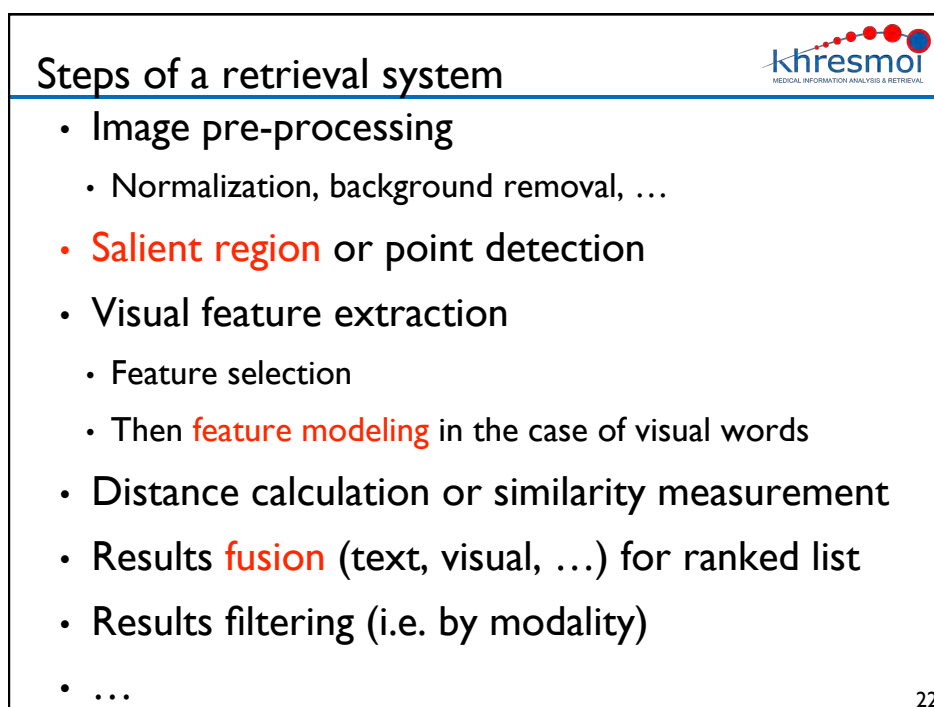 Steps of a retrieval system
khresmoi
MEDICAL INFORMATION ANALYSIS & RETRIEVAL
• Image pre-processing
• Normalization, background removal, …
• Salient region or point detection
• Visual feature extraction
• Feature selection
• Then feature modeling in the case of visual words
• Distance calculation or similarity measurement
• Results fusion (text, visual, …) for ranked list
• Results filtering (i.e. by modality)
• …
22